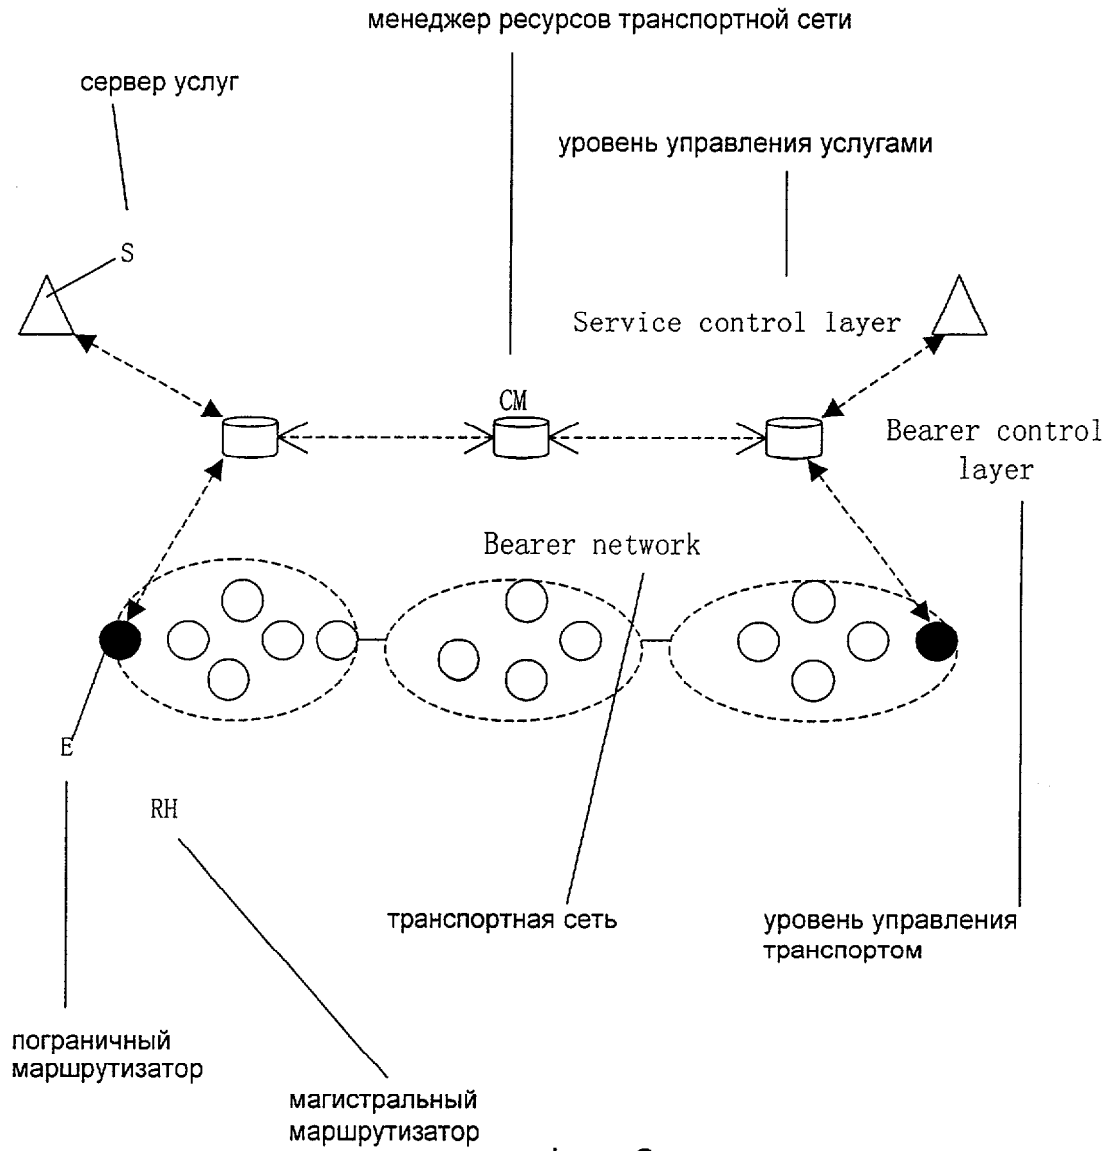 менеджер ресурсов транспортной сети
сервер услуг
уровень управления услугами
S
Service control layer
CM
Bearer control
layer
Bearer network
E
RH
транспортная сеть
уровень управления
транспортом
пограничный
маршрутизатор
магистральный
маршрутизатор